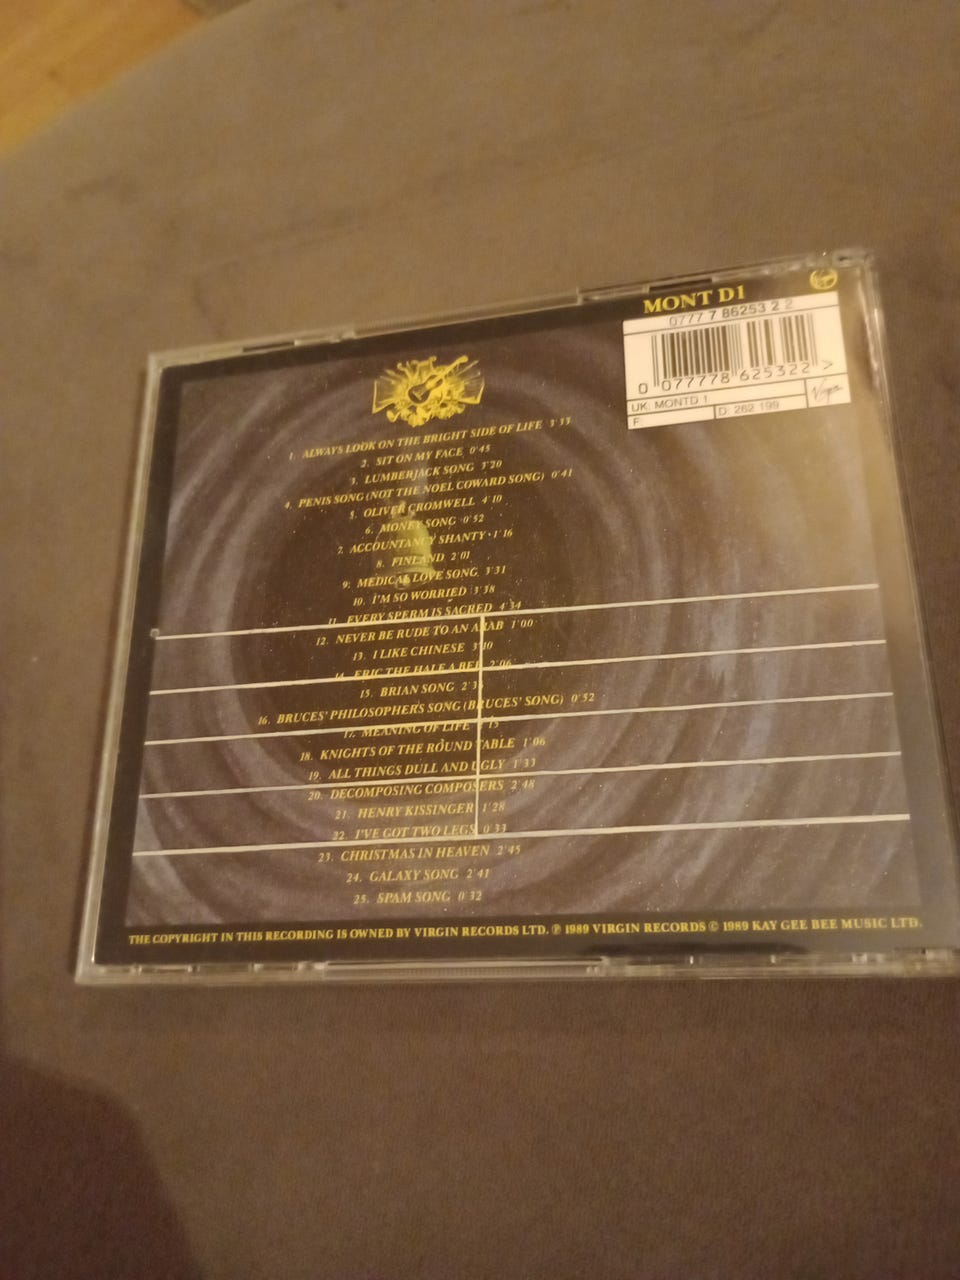 MONT D1
0777 7 86253 2 2
0 077778 625322 >
UK: MONTD 1
F:
D: 262 199
Virgin
1. ALWAYS LOOK ON THE BRIGHT SIDE OF LIFE 3'33
2. SIT ON MY FACE 0'45
3. LUMBERJACK SONG 3'20
4. PENIS SONG (NOT THE NOEL COWARD SONG) 0'41
5. OLIVER CROMWELL 4'10
6. MONEY SONG 0'52
7. ACCOUNTANCY SHANTY 1'16
8. FINLAND 2'01
9. MEDICAL LOVE SONG 3'31
10. I'M SO WORRIED 3'38
11. EVERY SPERM IS SACRED 4'34
12. NEVER BE RUDE TO AN ARAB 1'00
13. I LIKE CHINESE 3'10
14. ERIC THE HALF A BEE 2'06
15. BRIAN SONG
16. BRUCES' PHILOSOPHERS SONG (BRUCES' SONG) 0'52
17. MEANING OF LIFE
18. KNIGHTS OF THE ROUND TABLE 1'06
19. ALL THINGS DULL AND UGLY 1'33
20. DECOMPOSING COMPOSERS 2'48
21. HENRY KISSINGER 1'28
22. I'VE GOT TWO LEGS 0'33
23. CHRISTMAS IN HEAVEN 2'45
24. GALAXY SONG 2'41
25. SPAM SONG 0'32
THE COPYRIGHT IN THIS RECORDING IS OWNED BY VIRGIN RECORDS LTD. ℗ 1989 VIRGIN RECORDS © 1989 KAY GEE BEE MUSIC LTD.